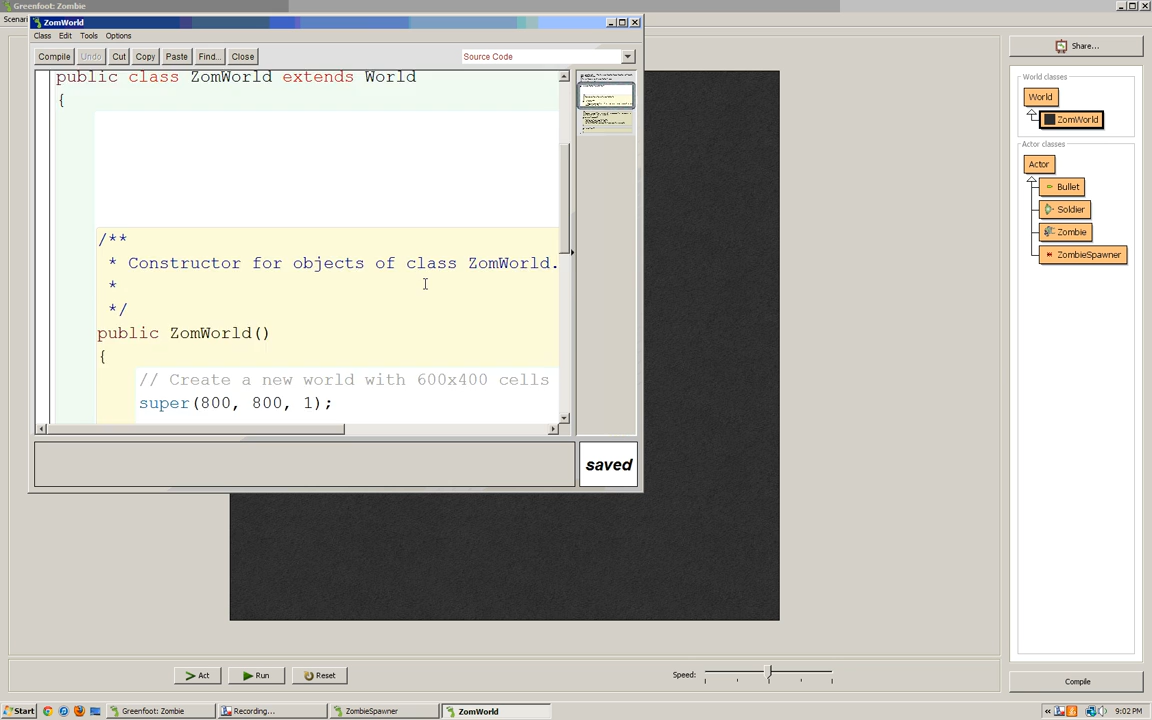 Greenfoot: Zombie
Scenari
ZomWorld
Class Edit Tools Options
Compile Undo Cut Copy Paste Find... Close Source Code
public class ZomWorld extends World
{
/**
* Constructor for objects of class ZomWorld.
*
*/
public ZomWorld()
{
// Create a new world with 600x400 cells
super(800, 800, 1);
saved
Share...
World classes
World
ZomWorld
Actor classes
Actor
Bullet
Soldier
Zombie
ZombieSpawner
Act Run Reset Speed: Compile
Start Greenfoot: Zombie Recording... ZombieSpawner ZomWorld « 9:02 PM